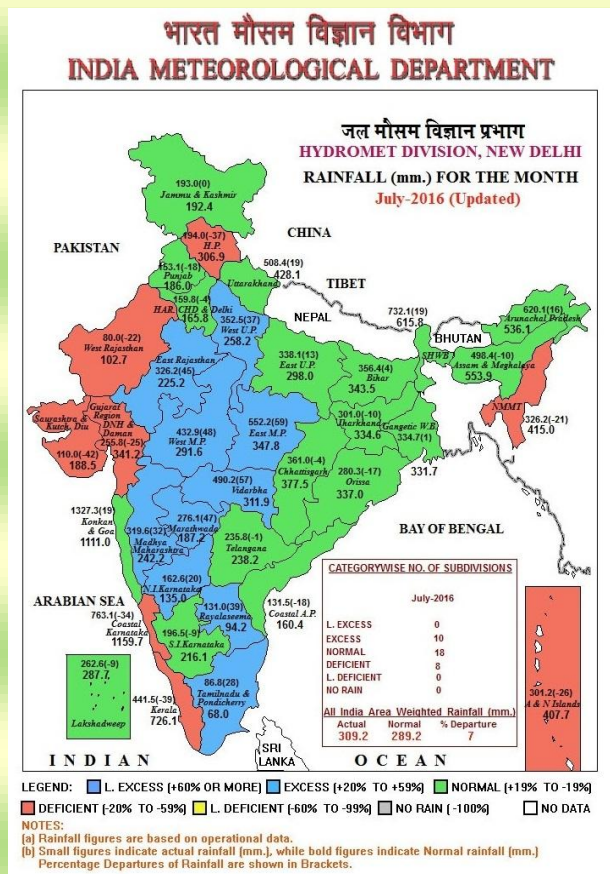 भारत मौसम विज्ञान विभाग
INDIA METEOROLOGICAL DEPARTMENT
जल मौसम विज्ञान प्रभाग
HYDROMET DIVISION, NEW DELHI
RAINFALL (mm.) FOR THE MONTH
July-2016 (Updated)
193.0(0)
Jammu & Kashmir
192.4
CHINA
194.0(-37)
H.P.
306.9
PAKISTAN
153.1(-18)
Punjab
186.0
508.4(19)
428.1
Uttarakhand
TIBET
159.8(-4)
HAR. CHD & Delhi
165.8
NEPAL
352.5(37)
West U.P.
258.2
732.1(19)
615.8
620.1(16)
Arunachal Pradesh
536.1
BHUTAN
80.0(-22)
West Rajasthan
102.7
SHWB
498.4(-10)
Assam & Meghalaya
553.9
338.1(13)
East U.P.
298.0
356.4(4)
Bihar
343.5
East Rajasthan
326.2(45)
225.2
NMMT
326.2(-21)
415.0
Saurashtra &
Kutch, Diu
110.0(-42)
188.5
Gujarat
Region
DNH &
Daman
255.8(-25)
341.2
432.9(48)
West M.P.
291.6
552.2(59)
East M.P.
347.8
301.0(-10)
Jharkhand
334.6
Gangetic W.B.
334.7(1)
331.7
361.0(-4)
Chhattisgarh
377.5
280.3(-17)
Orissa
337.0
490.2(57)
Vidarbha
311.9
1327.3(19)
Konkan
& Goa
1111.0
276.1(47)
Marathwada
187.2
319.6(32)
Madhya
Maharashtra
242.2
235.8(-1)
Telangana
238.2
BAY OF BENGAL
162.6(20)
N.I.Karnataka
135.0
ARABIAN SEA
131.0(39)
Rayalaseema
94.2
131.5(-18)
Coastal A.P.
160.4
763.1(-34)
Coastal
Karnataka
1159.7
196.5(-9)
S.I.Karnataka
216.1
262.6(-9)
287.7
Lakshadweep
86.8(28)
Tamilnadu &
Pondicherry
68.0
441.5(-39)
Kerala
726.1
CATEGORYWISE NO. OF SUBDIVISIONS
July-2016
L. EXCESS 0
EXCESS 10
NORMAL 18
DEFICIENT 8
L. DEFICIENT 0
NO RAIN 0
All India Area Weighted Rainfall (mm.)
Actual Normal % Departure
309.2 289.2 7
301.2(-26)
A & N Islands
407.7
SRI
LANKA
INDIAN OCEAN
LEGEND: L. EXCESS (+60% OR MORE) EXCESS (+20% TO +59%) NORMAL (+19% TO -19%)
DEFICIENT (-20% TO -59%) L. DEFICIENT (-60% TO -99%) NO RAIN (-100%) NO DATA
NOTES:
(a) Rainfall figures are based on operational data.
(b) Small figures indicate actual rainfall (mm.), while bold figures indicate Normal rainfall (mm.)
Percentage Departures of Rainfall are shown in Brackets.